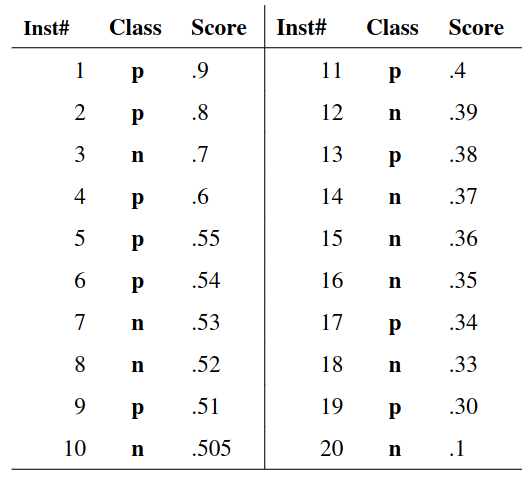 Inst# Class Score Inst# Class Score
1 p .9 11 p .4
2 p .8 12 n .39
3 n .7 13 p .38
4 p .6 14 n .37
5 p .55 15 n .36
6 p .54 16 n .35
7 n .53 17 p .34
8 n .52 18 n .33
9 p .51 19 p .30
10 n .505 20 n .1